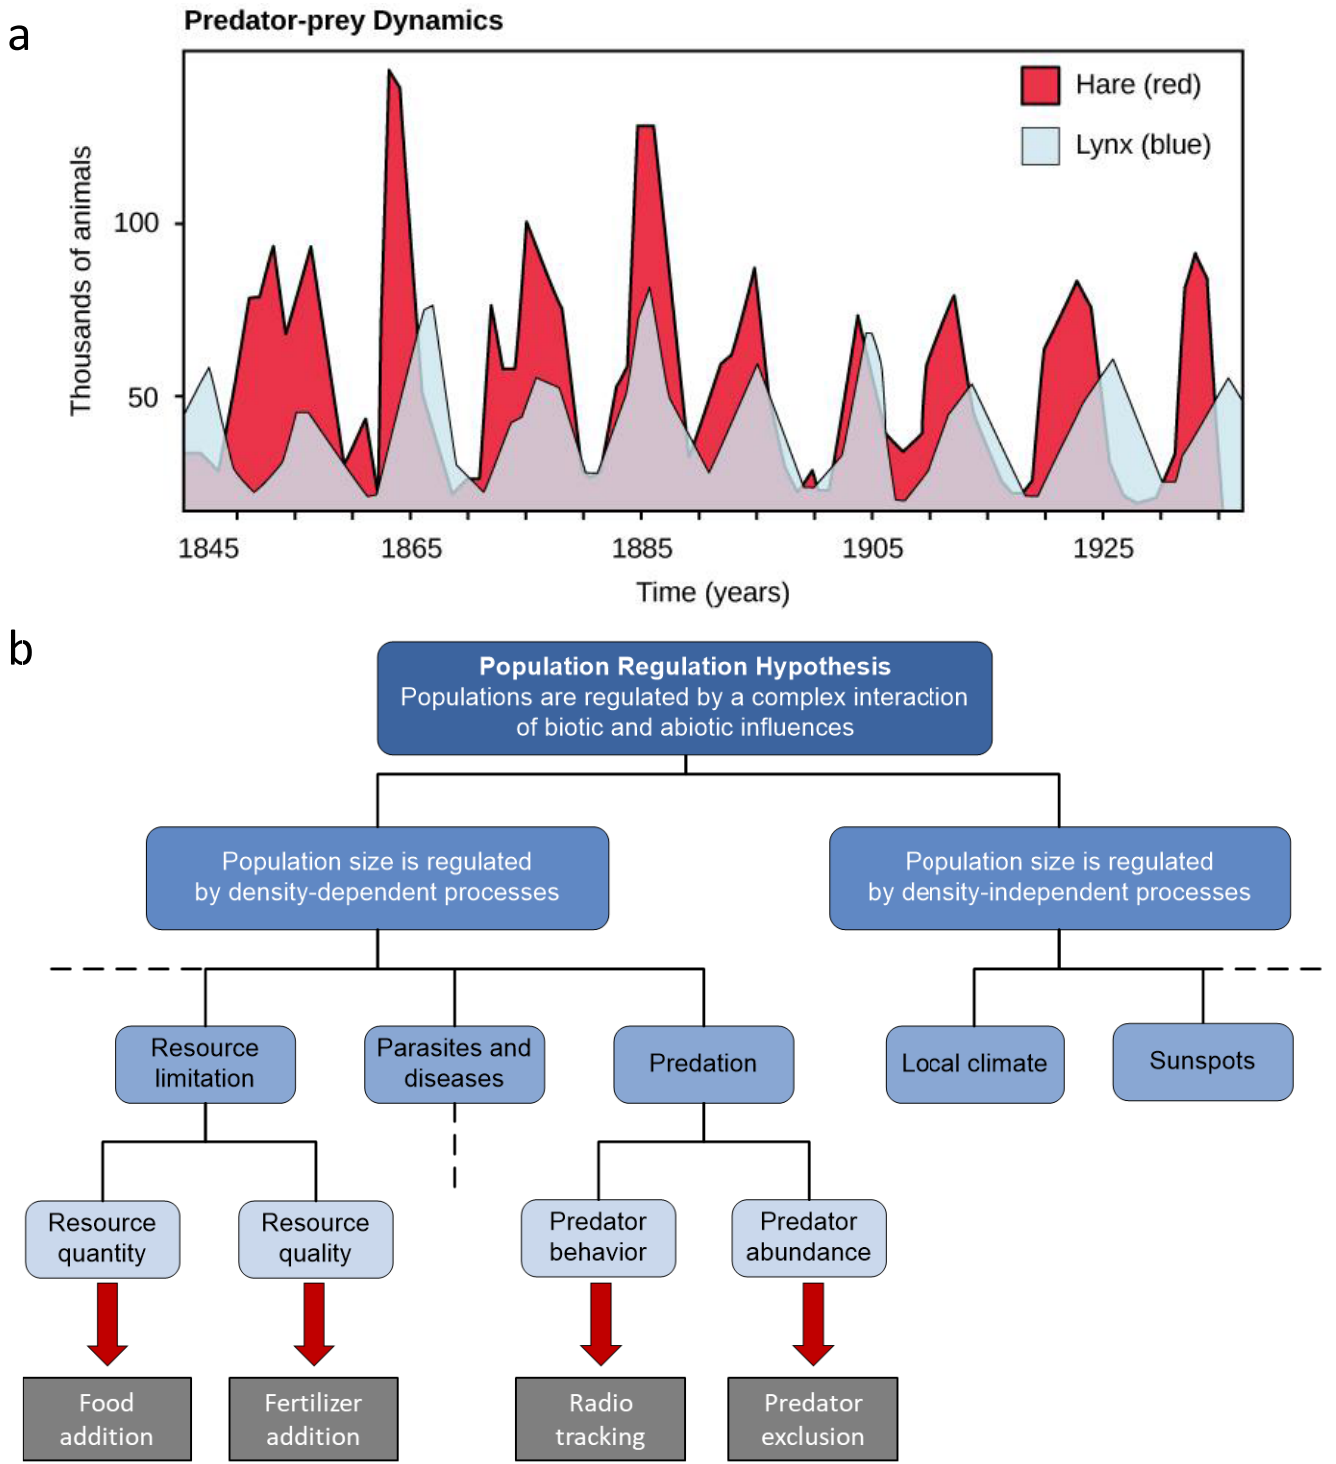 a
Predator-prey Dynamics
Hare (red)
Lynx (blue)
Thousands of animals
100
50
1845
1865
1885
1905
1925
Time (years)
b
Population Regulation Hypothesis
Populations are regulated by a complex interaction
of biotic and abiotic influences
Population size is regulated
by density-dependent processes
Population size is regulated
by density-independent processes
Resource
limitation
Parasites and
diseases
Predation
Local climate
Sunspots
Resource
quantity
Resource
quality
Predator
behavior
Predator
abundance
Food
addition
Fertilizer
addition
Radio
tracking
Predator
exclusion